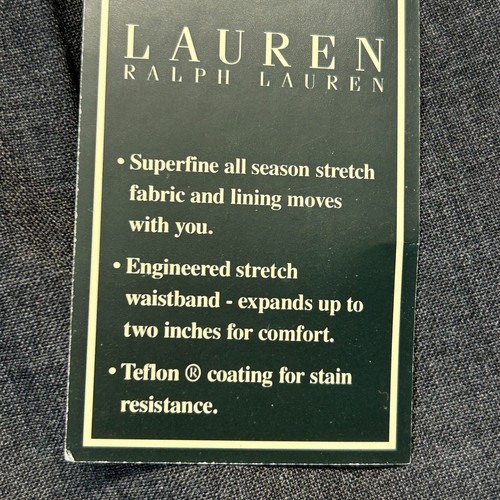 LAUREN
RALPH LAUREN
• Superfine all season stretch
fabric and lining moves
with you.
• Engineered stretch
waistband - expands up to
two inches for comfort.
• Teflon ® coating for stain
resistance.